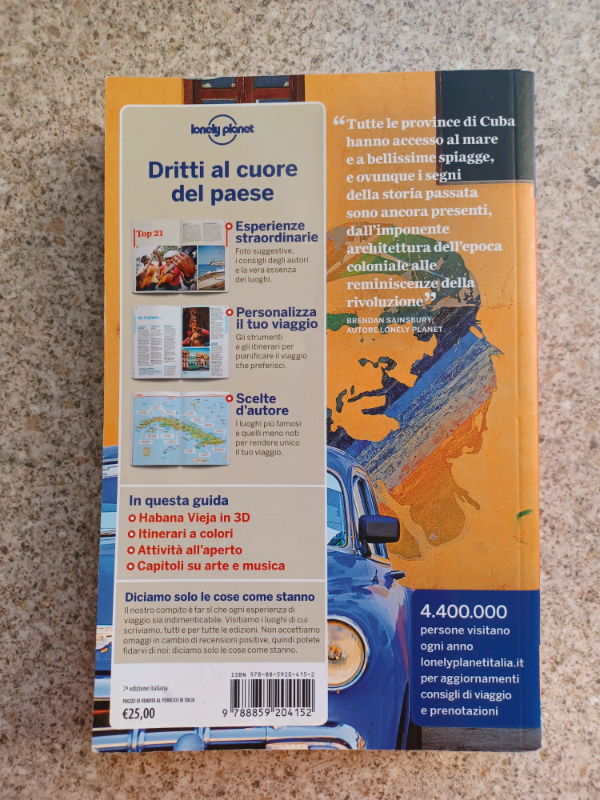 lonely planet
Dritti al cuore
del paese
Top 21
Esperienze
straordinarie
Foto suggestive,
i consigli degli autori
e la vera essenza
dei luoghi.
Personalizza
il tuo viaggio
Gli strumenti
e gli itinerari per
pianificare il viaggio
che preferisci.
Scelte
d'autore
I luoghi più famosi
e quelli meno noti
per rendere unico
il tuo viaggio.
In questa guida
Habana Vieja in 3D
Itinerari a colori
Attività all'aperto
Capitoli su arte e musica
Diciamo solo le cose come stanno
Il nostro compito è far sì che ogni esperienza di
viaggio sia indimenticabile. Visitiamo i luoghi di cui
scriviamo, tutti e per tutte le edizioni. Non accettiamo
omaggi in cambio di recensioni positive, quindi potete
fidarvi di noi: diciamo solo le cose come stanno.
7ª edizione italiana
PREZZO DI VENDITA AL PUBBLICO IN ITALIA
€25,00
ISBN 978-88-5920-415-2
9 788859 204152
“Tutte le province di Cuba
hanno accesso al mare
e a bellissime spiagge,
e ovunque i segni
della storia passata
sono ancora presenti,
dall'imponente
architettura dell'epoca
coloniale alle
reminiscenze della
rivoluzione”
BRENDAN SAINSBURY,
AUTORE LONELY PLANET
4.400.000
persone visitano
ogni anno
lonelyplanetitalia.it
per aggiornamenti
consigli di viaggio
e prenotazioni